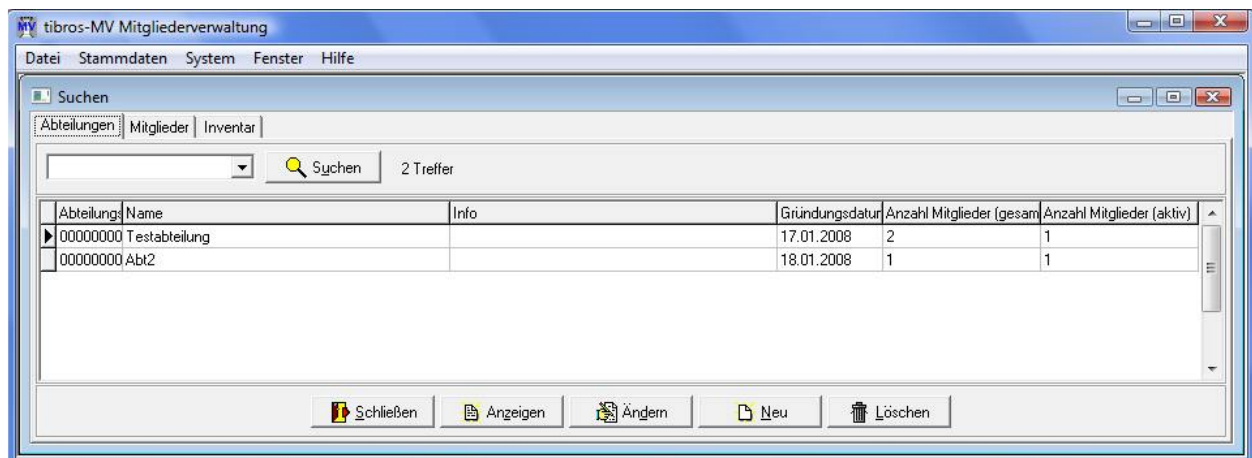 MV tibros-MV Mitgliederverwaltung
Datei Stammdaten System Fenster Hilfe
Suchen
Abteilungen Mitglieder Inventar
Suchen 2 Treffer
Abteilungs Name Info Gründungsdatur Anzahl Mitglieder (gesam Anzahl Mitglieder (aktiv)
00000000 Testabteilung 17.01.2008 2 1
00000000 Abt2 18.01.2008 1 1
Schließen Anzeigen Ändern Neu Löschen